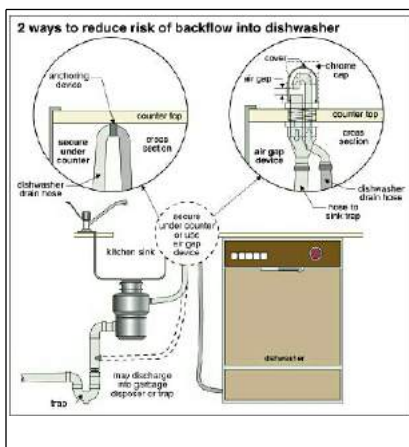 2 ways to reduce risk of backflow into dishwasher
anchoring
device
counter top
secure
under
counter
cross
section
dishwasher
drain hose
cover
chrome
cap
air gap
counter top
cross
section
air gap
device
dishwasher
drain hose
hose to
sink trap
secure
under counter
or use
air gap
device
kitchen sink
dishwasher
may discharge
into garbage
disposer or trap
trap